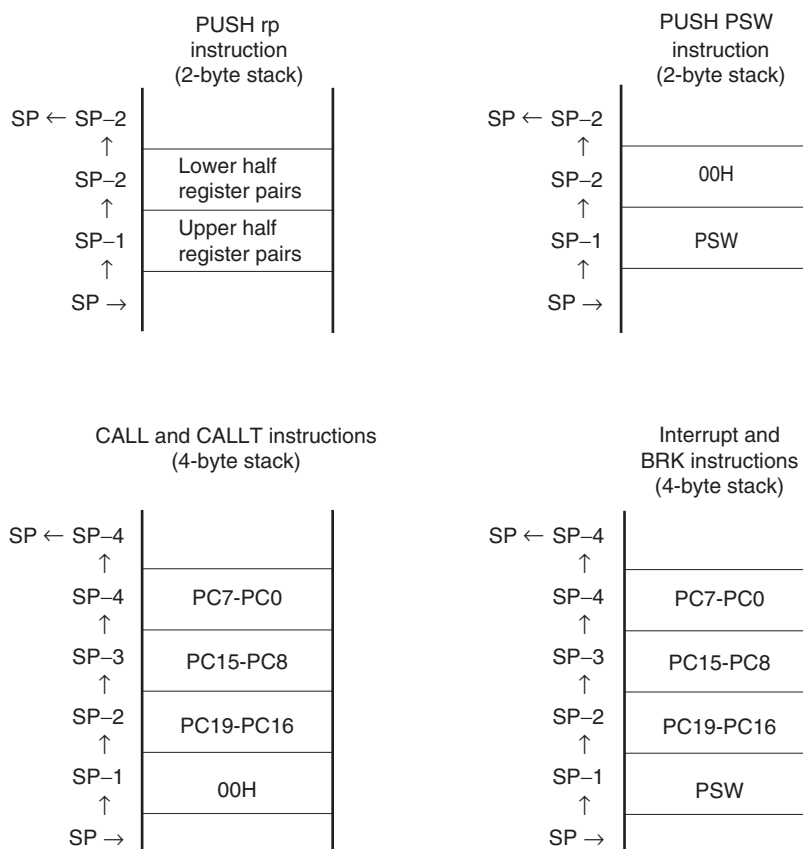 PUSH rp
instruction
(2-byte stack)
SP ← SP–2
↑
SP–2
↑
SP–1
↑
SP →
Lower half
register pairs
Upper half
register pairs
PUSH PSW
instruction
(2-byte stack)
SP ← SP–2
↑
SP–2
↑
SP–1
↑
SP →
00H
PSW
CALL and CALLT instructions
(4-byte stack)
SP ← SP–4
↑
SP–4
↑
SP–3
↑
SP–2
↑
SP–1
↑
SP →
PC7-PC0
PC15-PC8
PC19-PC16
00H
Interrupt and
BRK instructions
(4-byte stack)
SP ← SP–4
↑
SP–4
↑
SP–3
↑
SP–2
↑
SP–1
↑
SP →
PC7-PC0
PC15-PC8
PC19-PC16
PSW